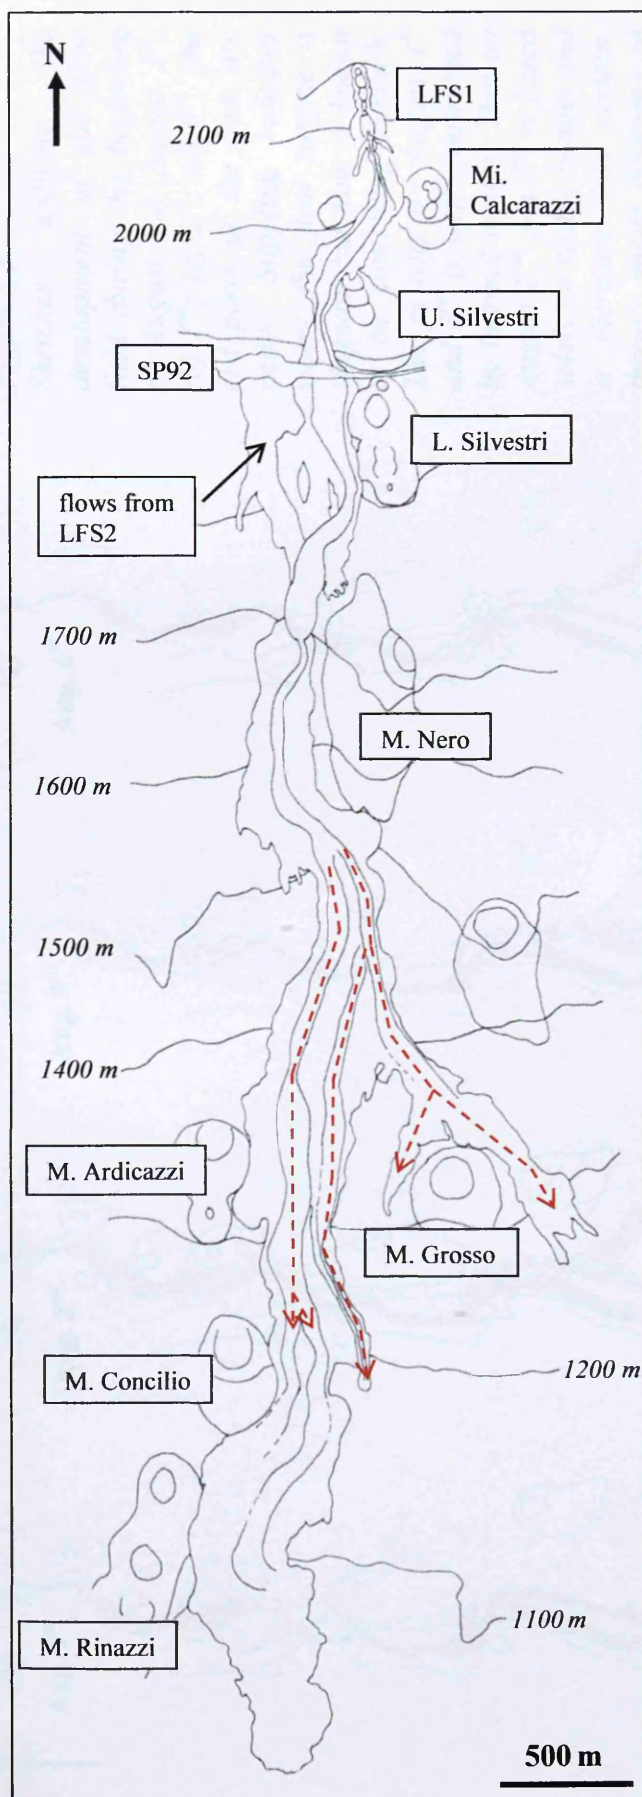 N
LFS1
2100 m
Mi.
Calcarazzi
2000 m
U. Silvestri
SP92
L. Silvestri
flows from
LFS2
1700 m
M. Nero
1600 m
1500 m
1400 m
M. Ardicazzi
M. Grosso
M. Concilio
1200 m
1100 m
M. Rinazzi
500 m